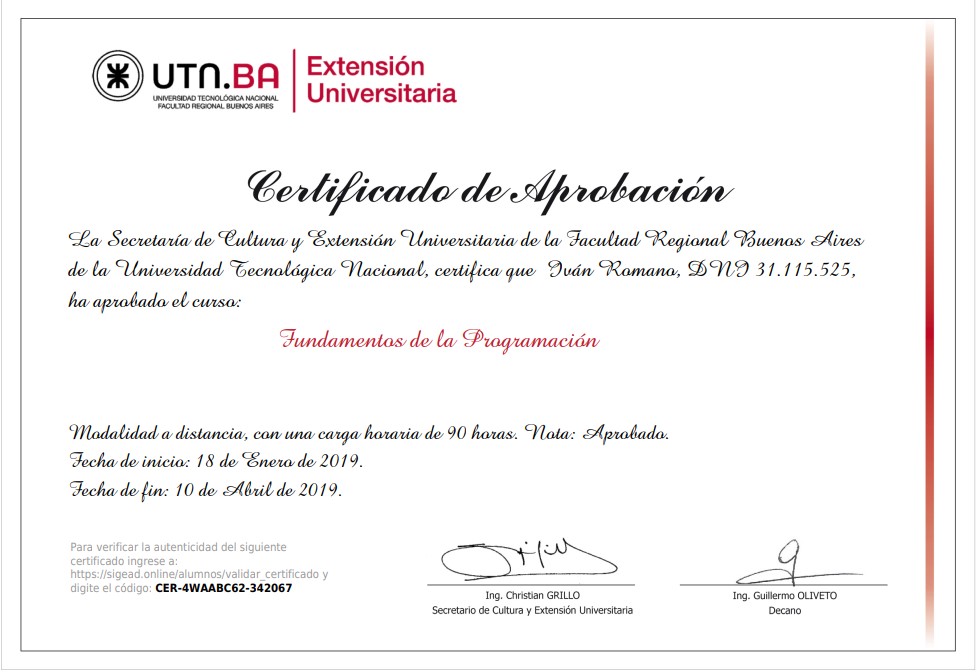 UTN.BA
UNIVERSIDAD TECNOLÓGICA NACIONAL
FACULTAD REGIONAL BUENOS AIRES
Extensión
Universitaria
Certificado de Aprobación
La Secretaría de Cultura y Extensión Universitaria de la Facultad Regional Buenos Aires
de la Universidad Tecnológica Nacional, certifica que Iván Romano, DNI 31.115.525,
ha aprobado el curso:
Fundamentos de la Programación
Modalidad a distancia, con una carga horaria de 90 horas. Nota: Aprobado.
Fecha de inicio: 18 de Enero de 2019.
Fecha de fin: 10 de Abril de 2019.
Para verificar la autenticidad del siguiente
certificado ingrese a:
https://sigead.online/alumnos/validar_certificado y
digite el código: CER-4WAABC62-342067
Ing. Christian GRILLO
Secretario de Cultura y Extensión Universitaria
Ing. Guillermo OLIVETO
Decano